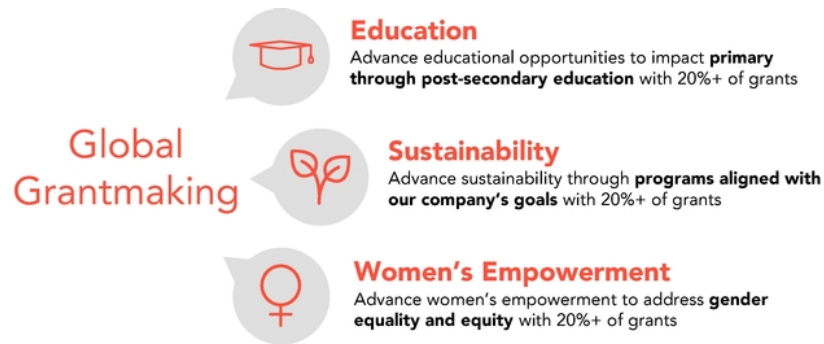 Global
Grantmaking
Education
Advance educational opportunities to impact primary
through post-secondary education with 20%+ of grants
Sustainability
Advance sustainability through programs aligned with
our company's goals with 20%+ of grants
Women's Empowerment
Advance women's empowerment to address gender
equality and equity with 20%+ of grants